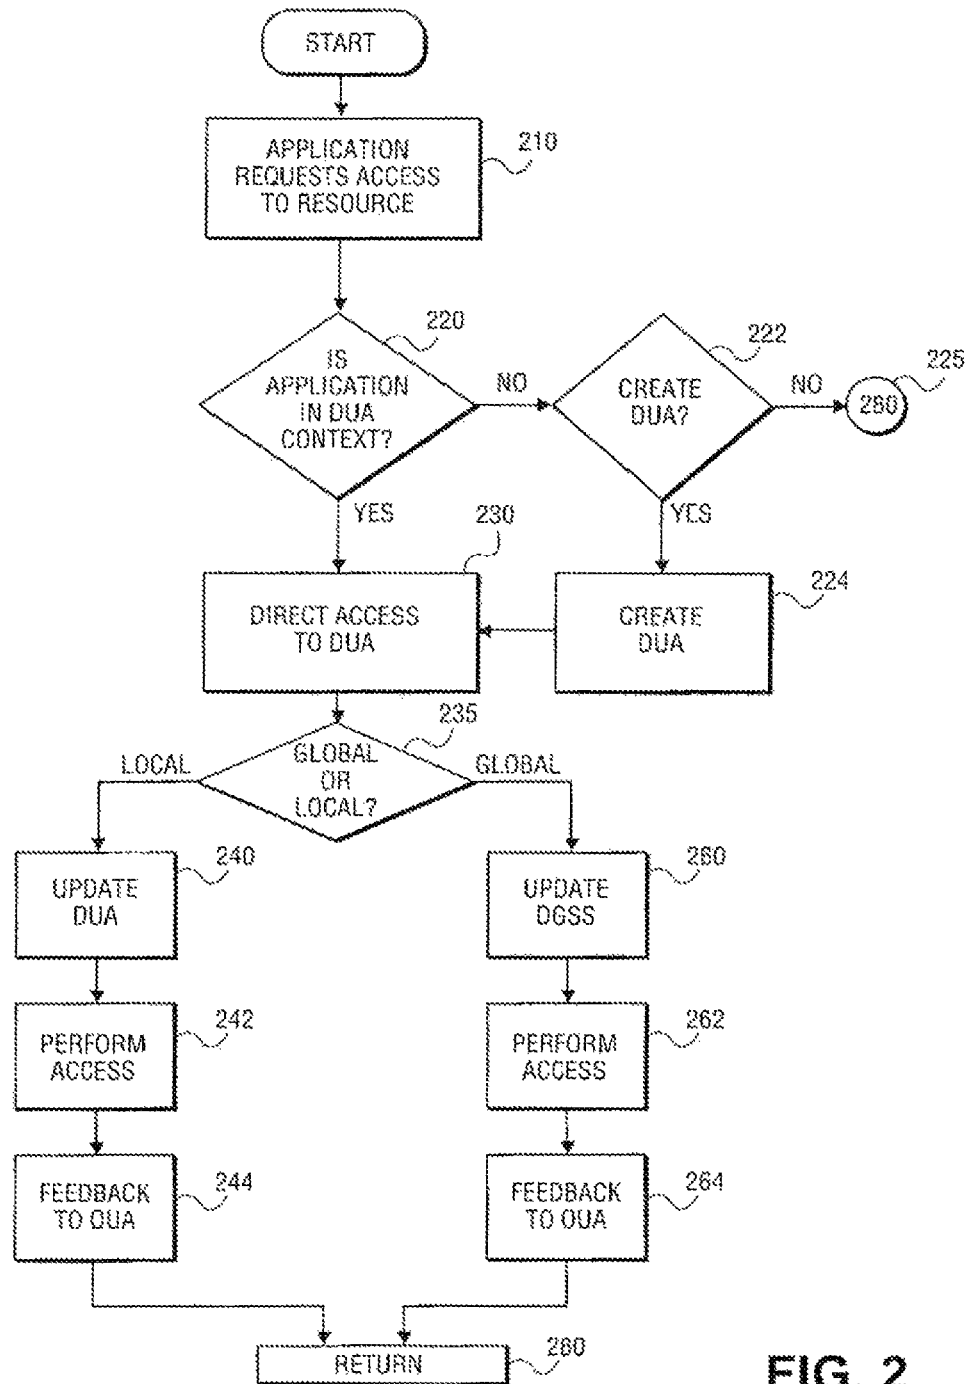 START
APPLICATION
REQUESTS ACCESS
TO RESOURCE
210
IS
APPLICATION
IN DUA
CONTEXT?
220
NO
CREATE
DUA?
222
NO
280
225
YES
YES
DIRECT ACCESS
TO DUA
230
CREATE
DUA
224
GLOBAL
OR
LOCAL?
235
LOCAL
GLOBAL
UPDATE
DUA
240
UPDATE
DGSS
260
PERFORM
ACCESS
242
PERFORM
ACCESS
262
FEEDBACK
TO OUA
244
FEEDBACK
TO OUA
264
RETURN
280
FIG. 2